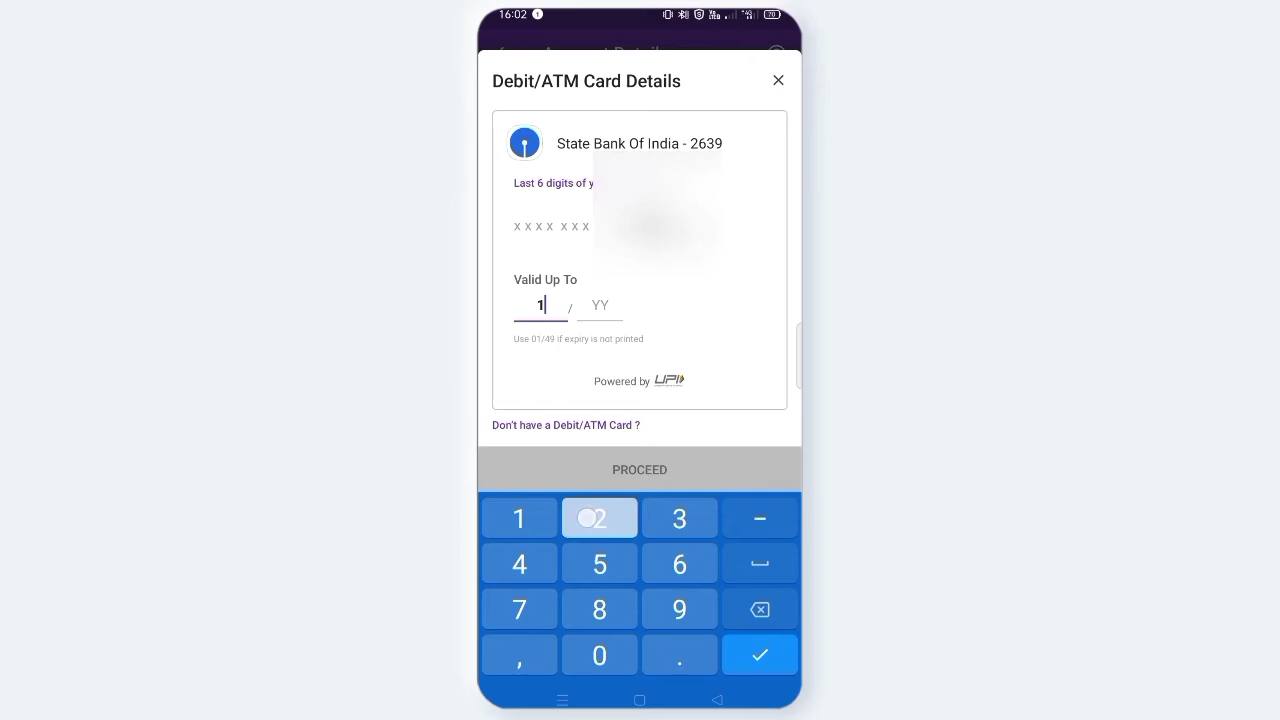 16:02 1 70
Debit/ATM Card Details
State Bank Of India - 2639
Last 6 digits of y
X X X X X X X
Valid Up To
1 / YY
Use 01/49 if expiry is not printed
Powered by UPI
Don't have a Debit/ATM Card ?
PROCEED
1 2 3 -
4 5 6
7 8 9
, 0 .